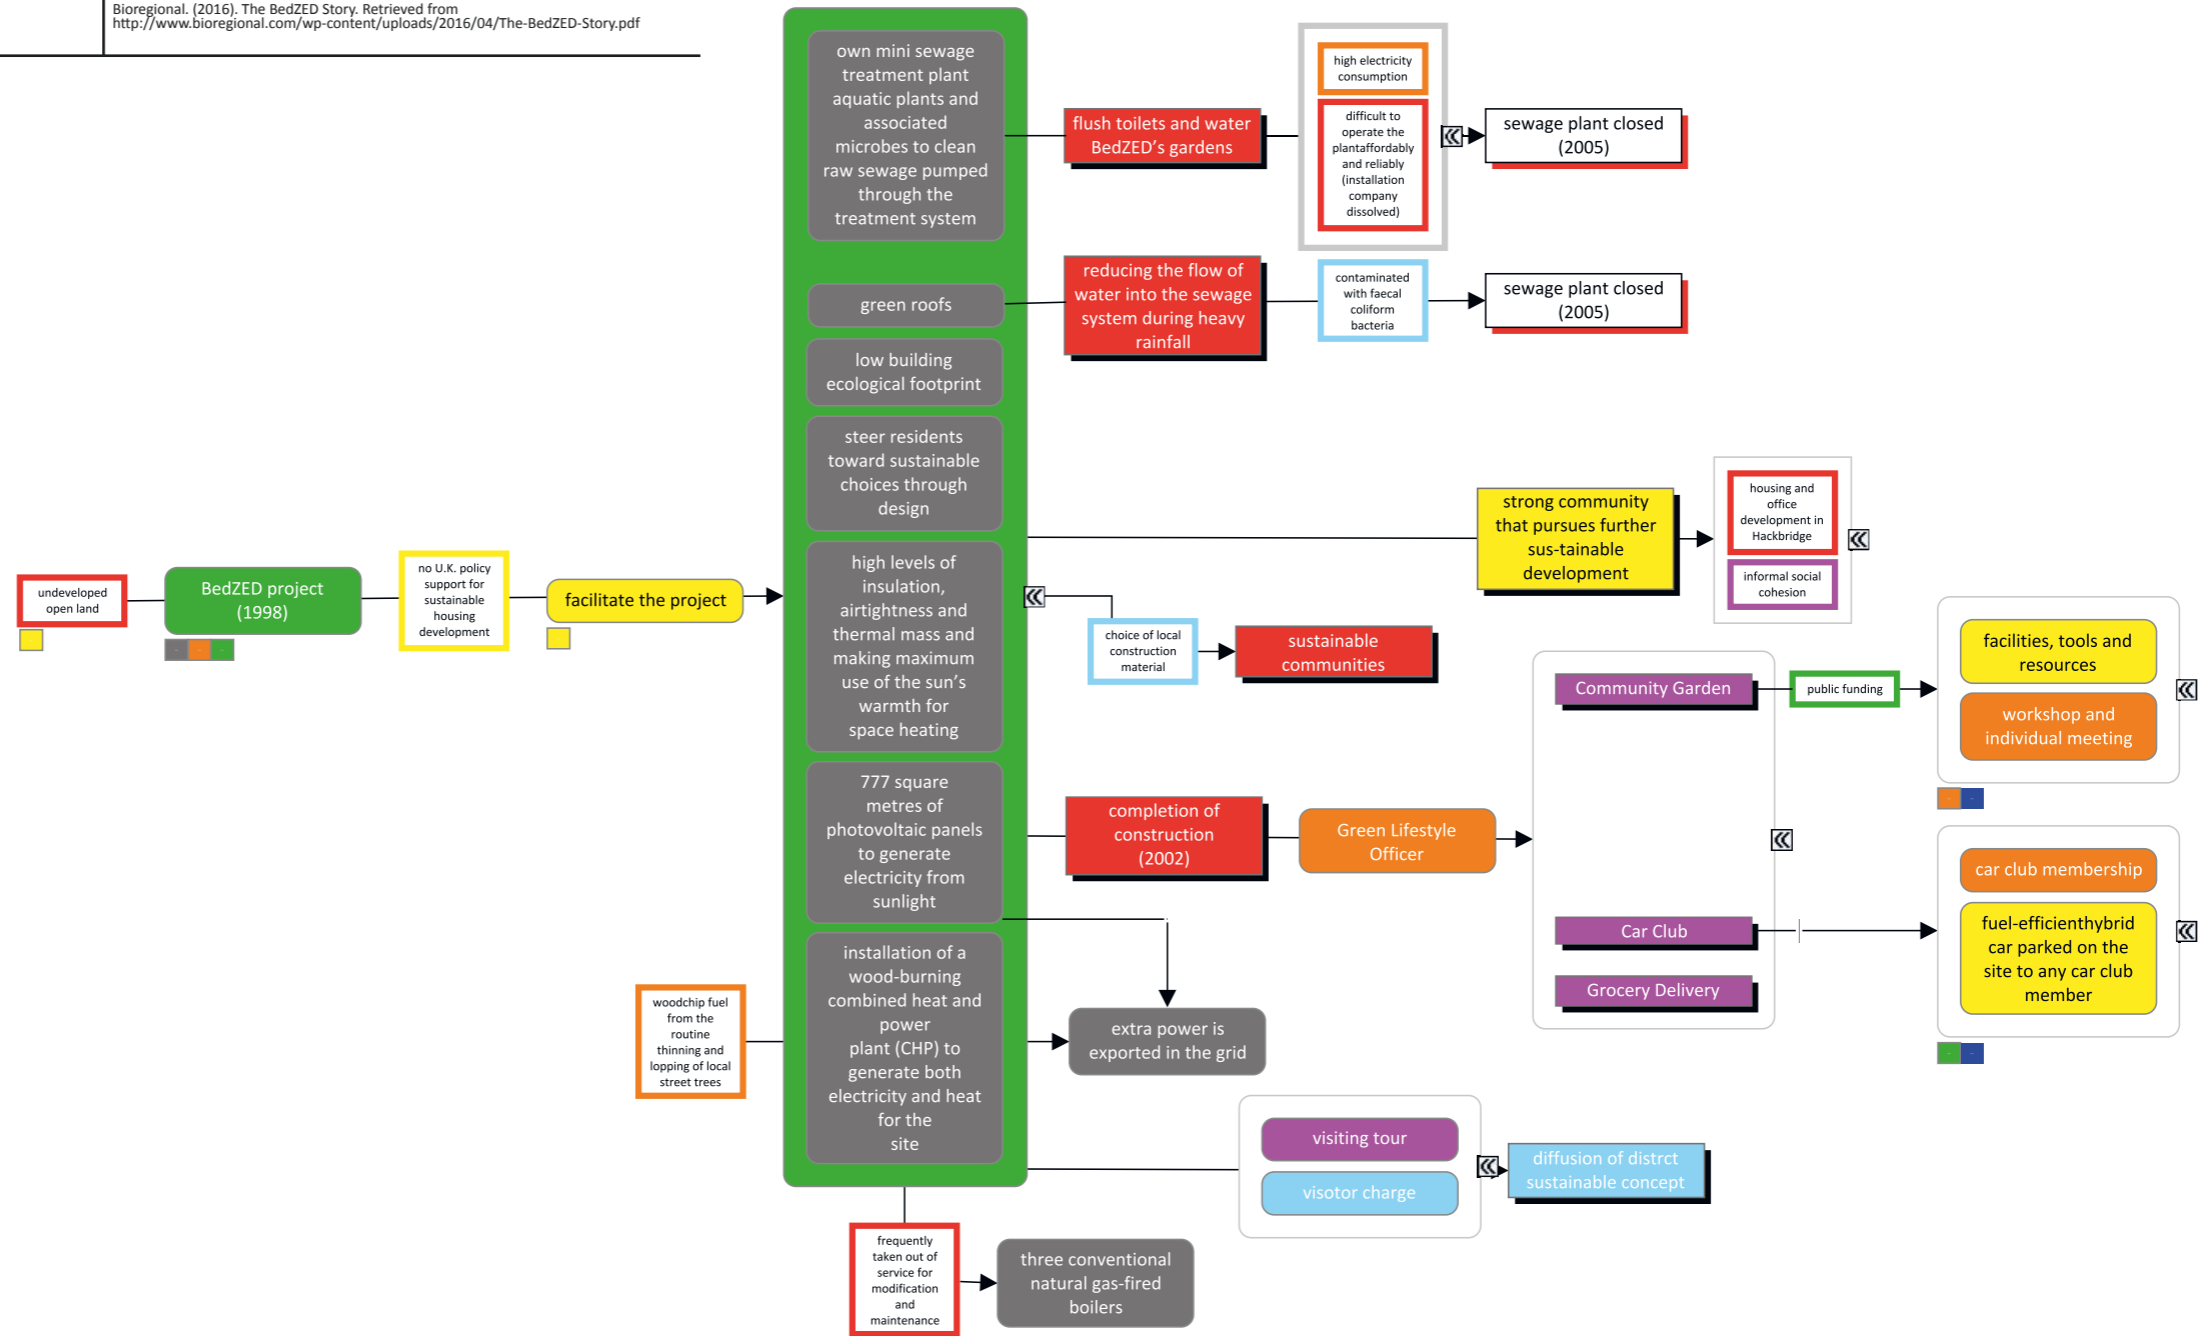 Bioregional. (2016). The BedZED Story. Retrieved from
http://www.bioregional.com/wp-content/uploads/2016/04/The-BedZED-Story.pdf
undeveloped
open land
BedZED project
(1998)
no U.K. policy
support for
sustainable
housing
development
facilitate the project
own mini sewage
treatment plant
aquatic plants and
associated
microbes to clean
raw sewage pumped
through the
treatment system
green roofs
low building
ecological footprint
steer residents
toward sustainable
choices through
design
high levels of
insulation,
airtightness and
thermal mass and
making maximum
use of the sun's
warmth for
space heating
777 square
metres of
photovoltaic panels
to generate
electricity from
sunlight
installation of a
wood-burning
combined heat and
power
plant (CHP) to
generate both
electricity and heat
for the
site
flush toilets and water
BedZED's gardens
high electricity
consumption
difficult to
operate the
plantaffordably
and reliably
(installation
company
dissolved)
sewage plant closed
(2005)
reducing the flow of
water into the sewage
system during heavy
rainfall
contaminated
with faecal
coliform
bacteria
sewage plant closed
(2005)
strong community
that pursues further
sus-tainable
development
housing and
office
development in
Hackbridge
informal social
cohesion
choice of local
construction
material
sustainable
communities
completion of
construction
(2002)
Green Lifestyle
Officer
Community Garden
Car Club
Grocery Delivery
public funding
facilities, tools and
resources
workshop and
individual meeting
car club membership
fuel-efficienthybrid
car parked on the
site to any car club
member
woodchip fuel
from the
routine
thinning and
lopping of local
street trees
extra power is
exported in the grid
visiting tour
visotor charge
diffusion of distrct
sustainable concept
frequently
taken out of
service for
modification
and
maintenance
three conventional
natural gas-fired
boilers